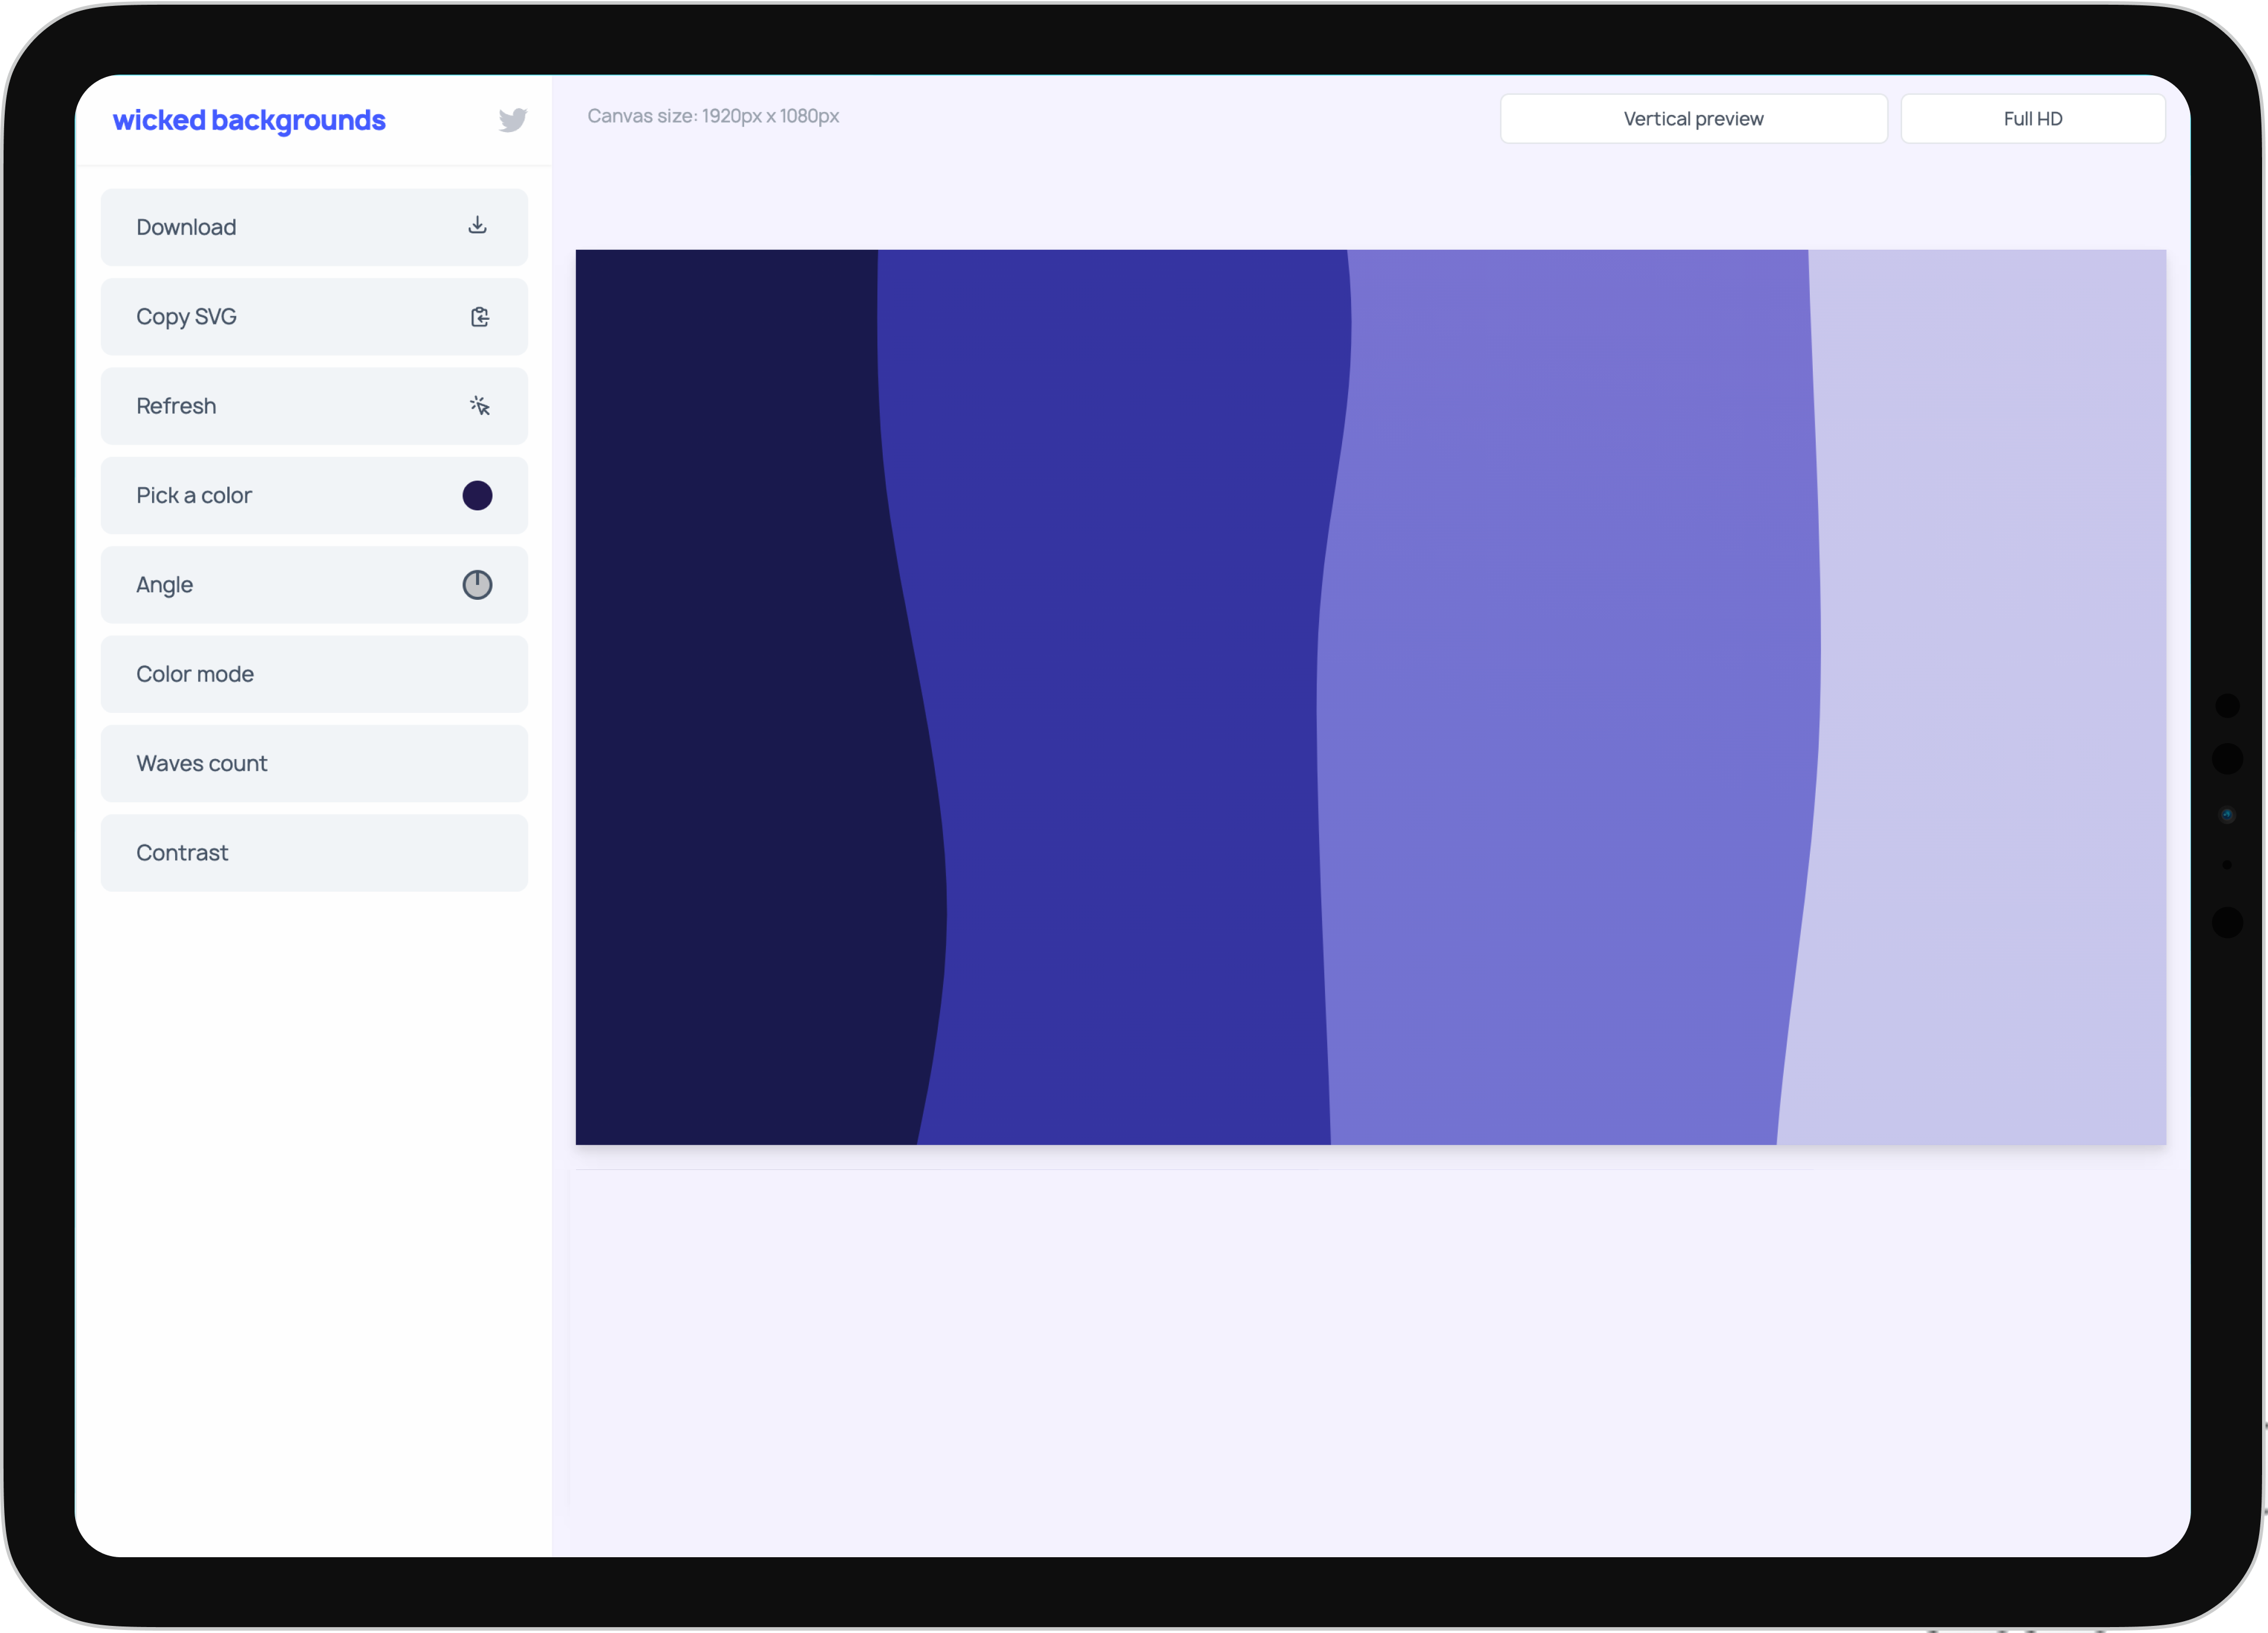 wicked backgrounds
Canvas size: 1920px x 1080px
Vertical preview
Full HD
Download
Copy SVG
Refresh
Pick a color
Angle
Color mode
Waves count
Contrast